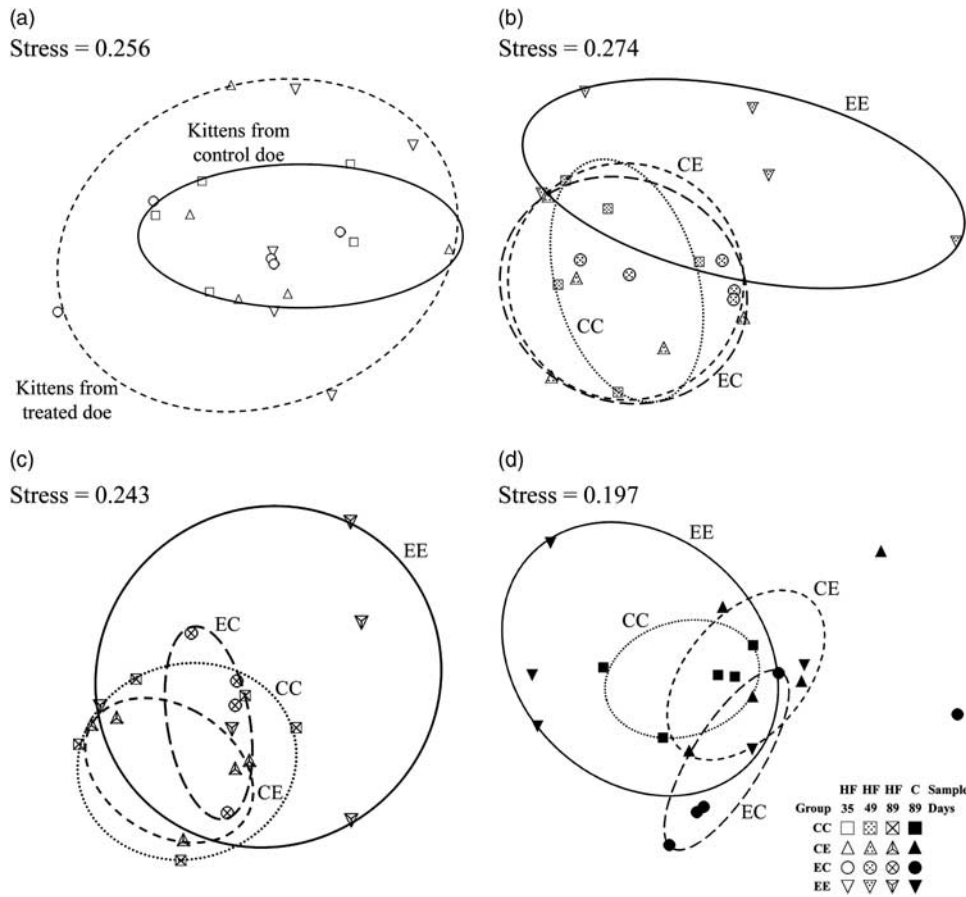 (a)
Stress = 0.256
Kittens from
control doe
Kittens from
treated doe
(b)
Stress = 0.274
EE
CE
CC
EC
(c)
Stress = 0.243
EE
EC
CC
CE
(d)
Stress = 0.197
EE
CE
CC
EC
HF HF HF C Sample
Group 35 49 89 89 Days
CC
CE
EC
EE